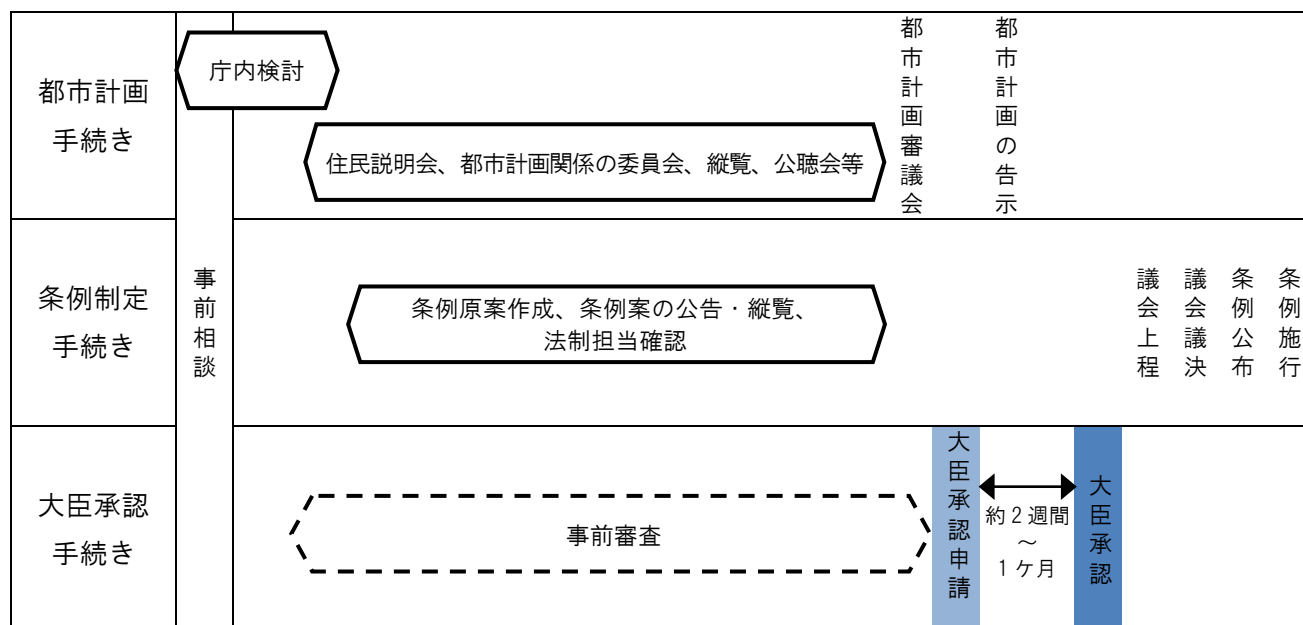 都市計画
手続き
庁内検討
住民説明会、都市計画関係の委員会、縦覧、公聴会等
都市計画審議会
都市計画の告示
事前相談
条例制定
手続き
条例原案作成、条例案の公告・縦覧、
法制担当確認
議会上程
議会議決
条例公布
条例施行
大臣承認
手続き
事前審査
大臣承認申請
約2週間
～
1ケ月
大臣承認